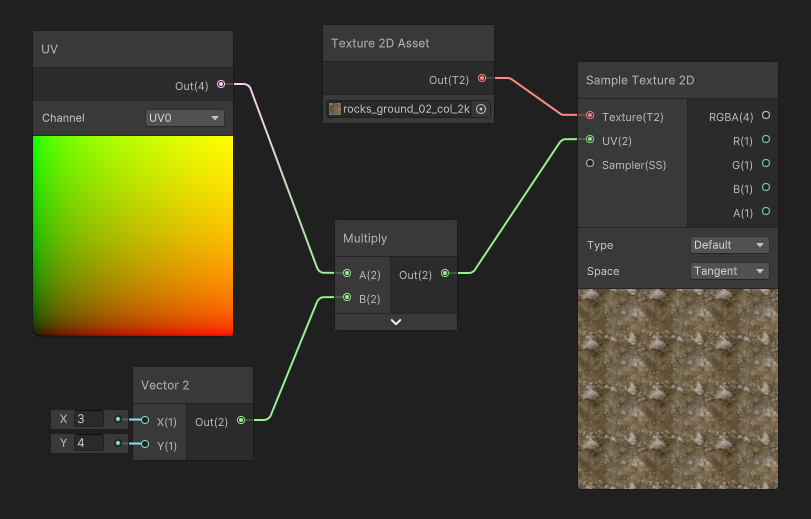 UV
Out(4)
Channel
UV0
Texture 2D Asset
Out(T2)
rocks_ground_02_col_2k
Sample Texture 2D
Texture(T2)
RGBA(4)
UV(2)
R(1)
Sampler(SS)
G(1)
B(1)
A(1)
Type
Default
Space
Tangent
Multiply
A(2)
Out(2)
B(2)
Vector 2
X 3
X(1)
Out(2)
Y 4
Y(1)